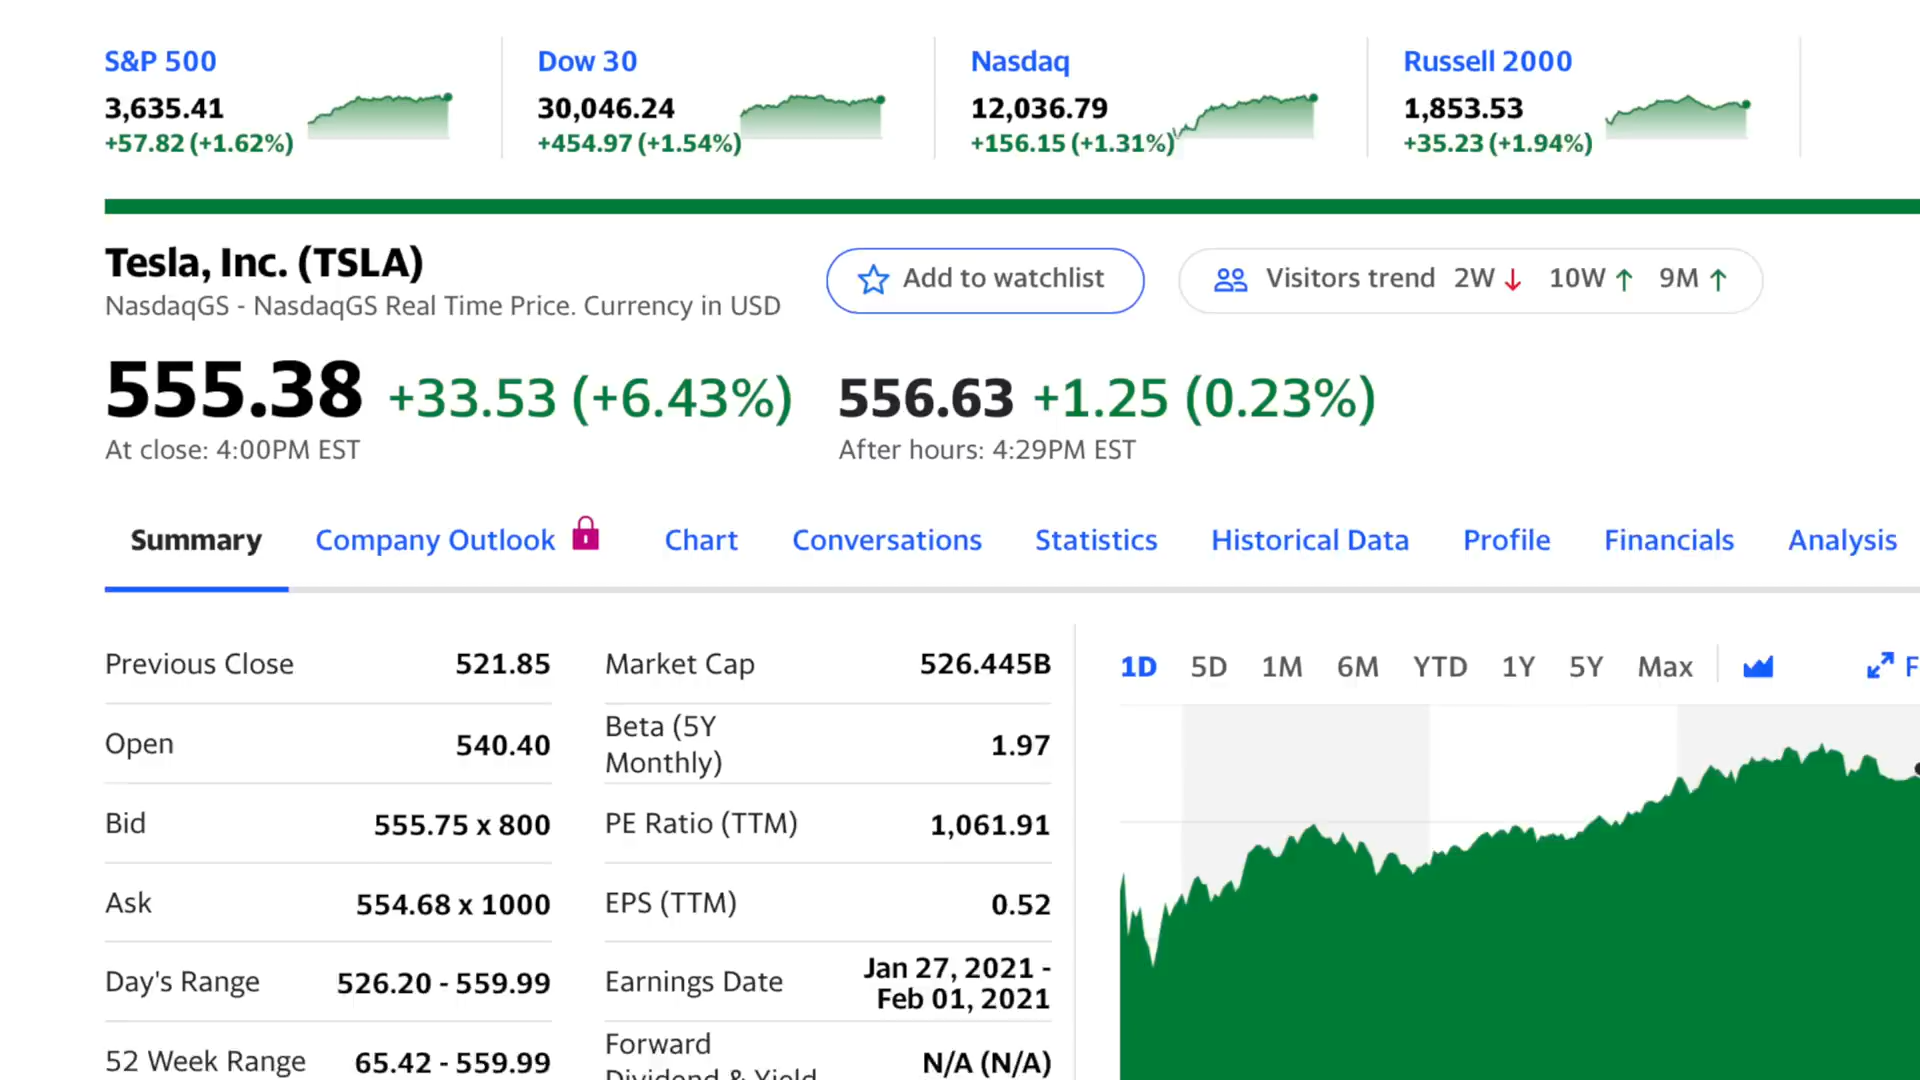 S&P 500
3,635.41
+57.82 (+1.62%)
Dow 30
30,046.24
+454.97 (+1.54%)
Nasdaq
12,036.79
+156.15 (+1.31%)
Russell 2000
1,853.53
+35.23 (+1.94%)
Tesla, Inc. (TSLA)
NasdaqGS - NasdaqGS Real Time Price. Currency in USD
Add to watchlist
Visitors trend 2W ↓ 10W ↑ 9M ↑
555.38 +33.53 (+6.43%)
At close: 4:00PM EST
556.63 +1.25 (0.23%)
After hours: 4:29PM EST
Summary Company Outlook Chart Conversations Statistics Historical Data Profile Financials Analysis
Previous Close 521.85
Open 540.40
Bid 555.75 x 800
Ask 554.68 x 1000
Day's Range 526.20 - 559.99
52 Week Range 65.42 - 559.99
Market Cap 526.445B
Beta (5Y
Monthly) 1.97
PE Ratio (TTM) 1,061.91
EPS (TTM) 0.52
Earnings Date Jan 27, 2021 -
Feb 01, 2021
Forward
Dividend & Yield N/A (N/A)
1D 5D 1M 6M YTD 1Y 5Y Max F